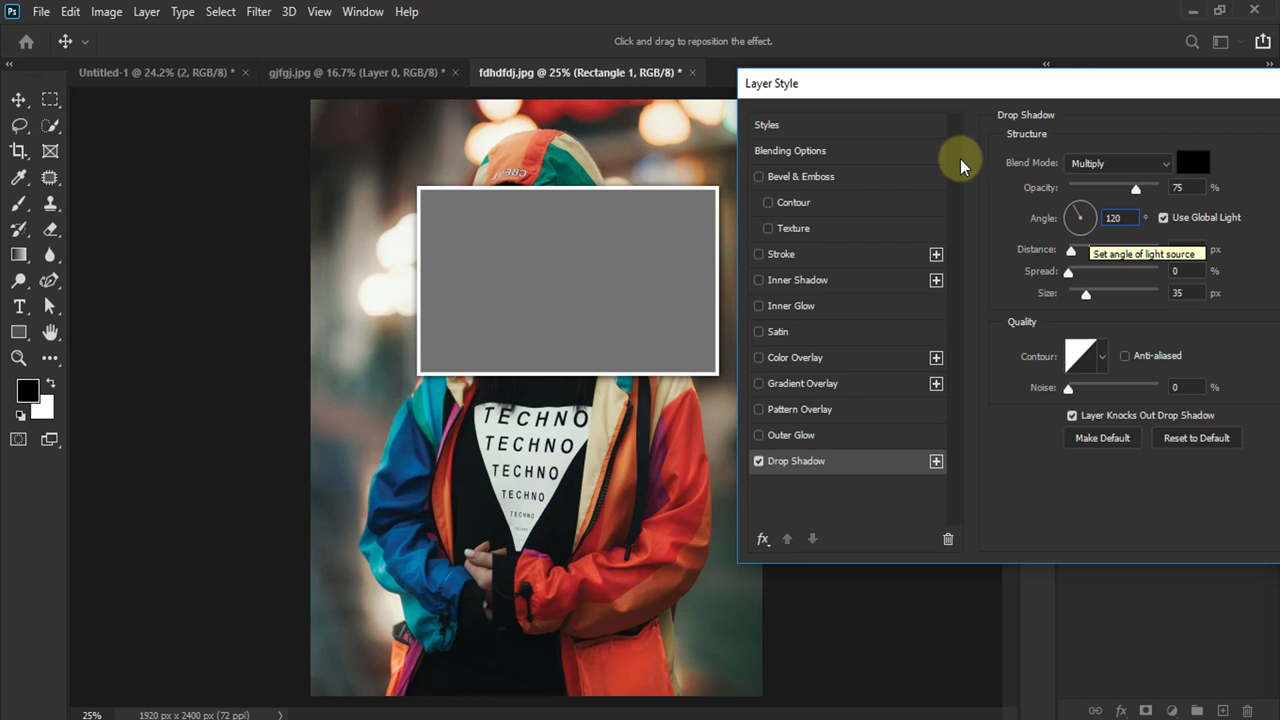 Ps File Edit Image Layer Type Select Filter 3D View Window Help
Click and drag to reposition the effect.
Untitled-1 @ 24.2% (2, RGB/8) * × gjfgj.jpg @ 16.7% (Layer 0, RGB/8) * × fdhdfdj.jpg @ 25% (Rectangle 1, RGB/8) * ×
Layer Style
Styles
Blending Options
Bevel & Emboss
Contour
Texture
Stroke
Inner Shadow
Inner Glow
Satin
Color Overlay
Gradient Overlay
Pattern Overlay
Outer Glow
Drop Shadow
fx
Drop Shadow
Structure
Blend Mode: Multiply
Opacity: 75 %
Angle: 120 ° Use Global Light
Distance: px
Set angle of light source
Spread: 0 %
Size: 35 px
Quality
Contour: Anti-aliased
Noise: 0 %
Layer Knocks Out Drop Shadow
Make Default Reset to Default
TECHNO
TECHNO
TECHNO
TECHNO
TECHNO
25% 1920 px x 2400 px (72 ppi)
fx